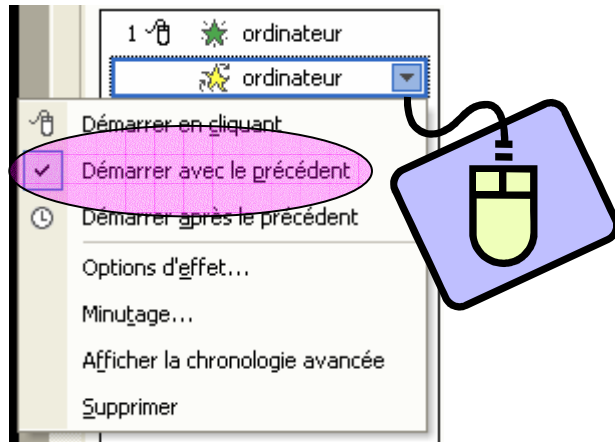 1 ordinateur
ordinateur
Démarrer en cliquant
Démarrer avec le précédent
Démarrer après le précédent
Options d'effet...
Minutage...
Afficher la chronologie avancée
Supprimer